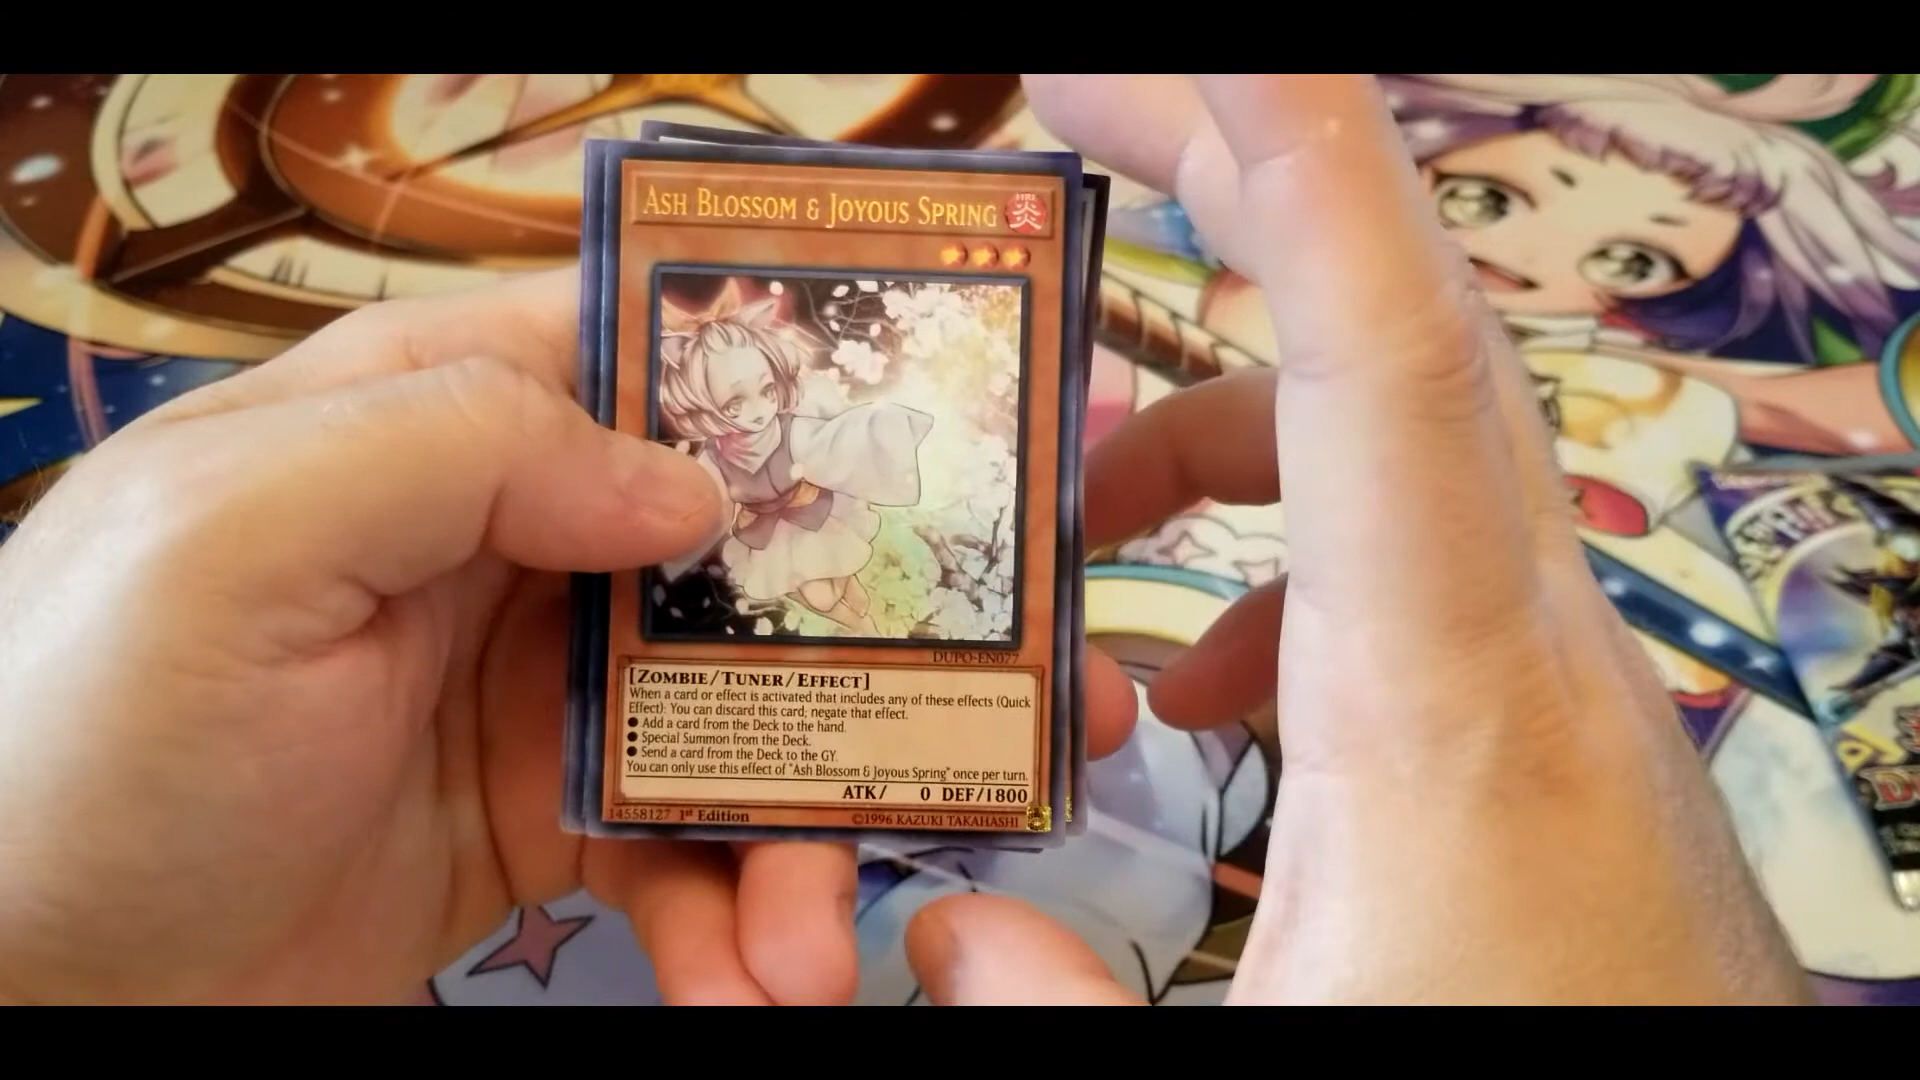 ASH BLOSSOM & JOYOUS SPRING
FIRE
炎
DUPO-EN077
[ZOMBIE/TUNER/EFFECT]
When a card or effect is activated that includes any of these effects (Quick
Effect): You can discard this card; negate that effect.
● Add a card from the Deck to the hand.
● Special Summon from the Deck.
● Send a card from the Deck to the GY.
You can only use this effect of "Ash Blossom & Joyous Spring" once per turn.
ATK/ 0 DEF/1800
14558127 1st Edition
©1996 KAZUKI TAKAHASHI